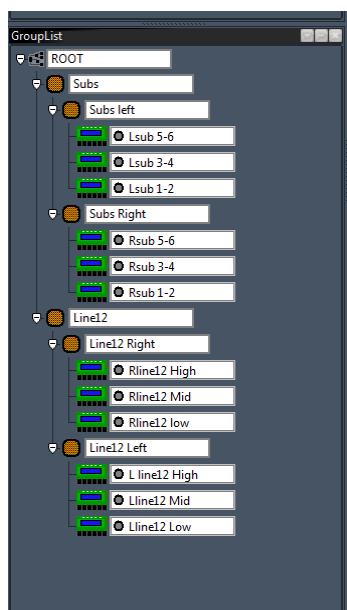 GroupList
ROOT
Subs
Subs left
Lsub 5-6
Lsub 3-4
Lsub 1-2
Subs Right
Rsub 5-6
Rsub 3-4
Rsub 1-2
Line12
Line12 Right
Rline12 High
Rline12 Mid
Rline12 low
Line12 Left
L line12 High
Lline12 Mid
Lline12 Low